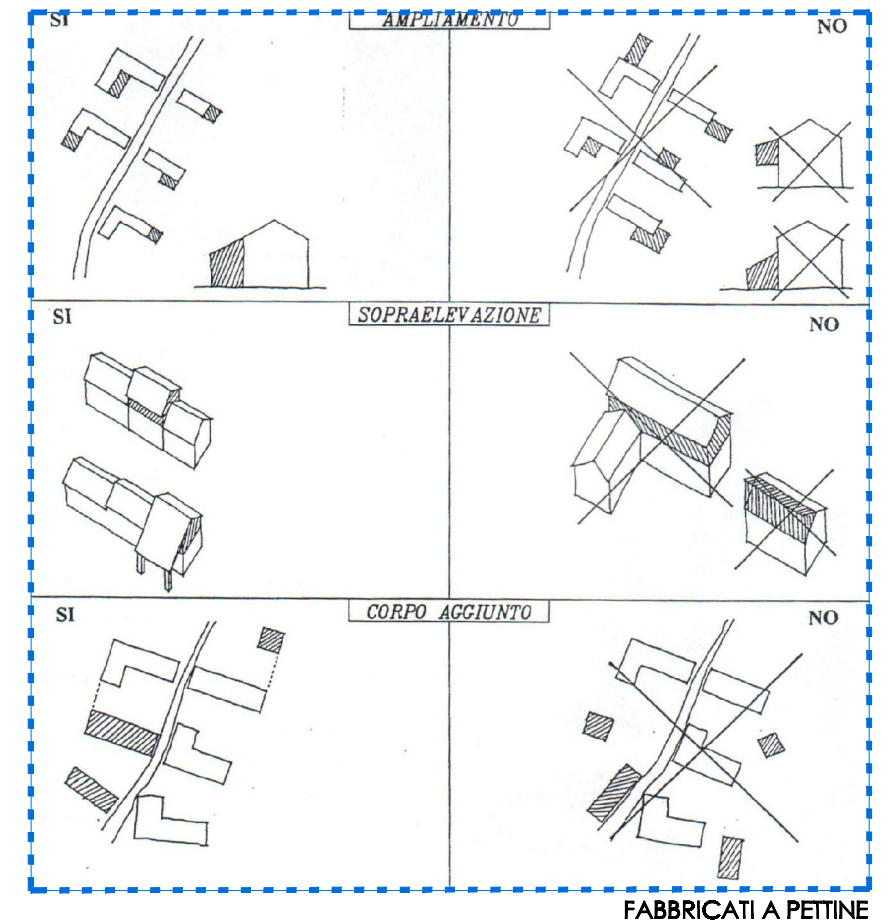 SI
AMPLIAMENTO
NO
SI
SOPRAELEVAZIONE
NO
SI
CORPO AGGIUNTO
NO
FABBRICATI A PETTINE